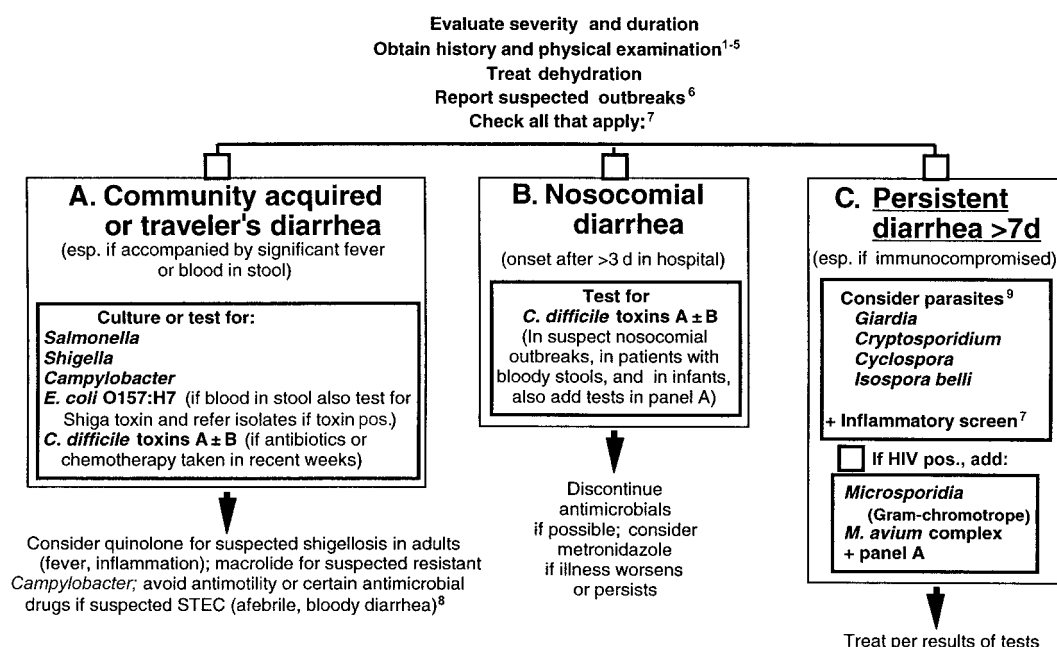 Evaluate severity and duration
Obtain history and physical examination1-5
Treat dehydration
Report suspected outbreaks6
Check all that apply:7
A. Community acquired
or traveler's diarrhea
(esp. if accompanied by significant fever
or blood in stool)
Culture or test for:
Salmonella
Shigella
Campylobacter
E. coli O157:H7 (if blood in stool also test for
Shiga toxin and refer isolates if toxin pos.)
C. difficile toxins A ± B (if antibiotics or
chemotherapy taken in recent weeks)
Consider quinolone for suspected shigellosis in adults
(fever, inflammation); macrolide for suspected resistant
Campylobacter; avoid antimotility or certain antimicrobial
drugs if suspected STEC (afebrile, bloody diarrhea)8
B. Nosocomial
diarrhea
(onset after >3 d in hospital)
Test for
C. difficile toxins A ± B
(In suspect nosocomial
outbreaks, in patients with
bloody stools, and in infants,
also add tests in panel A)
Discontinue
antimicrobials
if possible; consider
metronidazole
if illness worsens
or persists
C. Persistent
diarrhea >7d
(esp. if immunocompromised)
Consider parasites9
Giardia
Cryptosporidium
Cyclospora
Isospora belli
+ Inflammatory screen7
If HIV pos., add:
Microsporidia
(Gram-chromotrope)
M. avium complex
+ panel A
Treat per results of tests